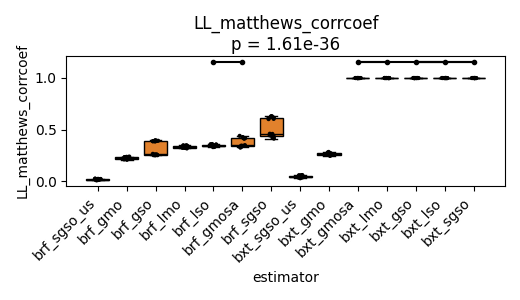 LL_matthews_corrcoef
p = 1.61e-36
LL_matthews_corrcoef
1.0
0.5
0.0
brf_sgso_us
brf_gmo
brf_gso
brf_lmo
brf_lso
brf_gmosa
brf_sgso
bxt_sgso_us
bxt_gmo
bxt_gmosa
bxt_lmo
bxt_gso
bxt_lso
bxt_sgso
estimator